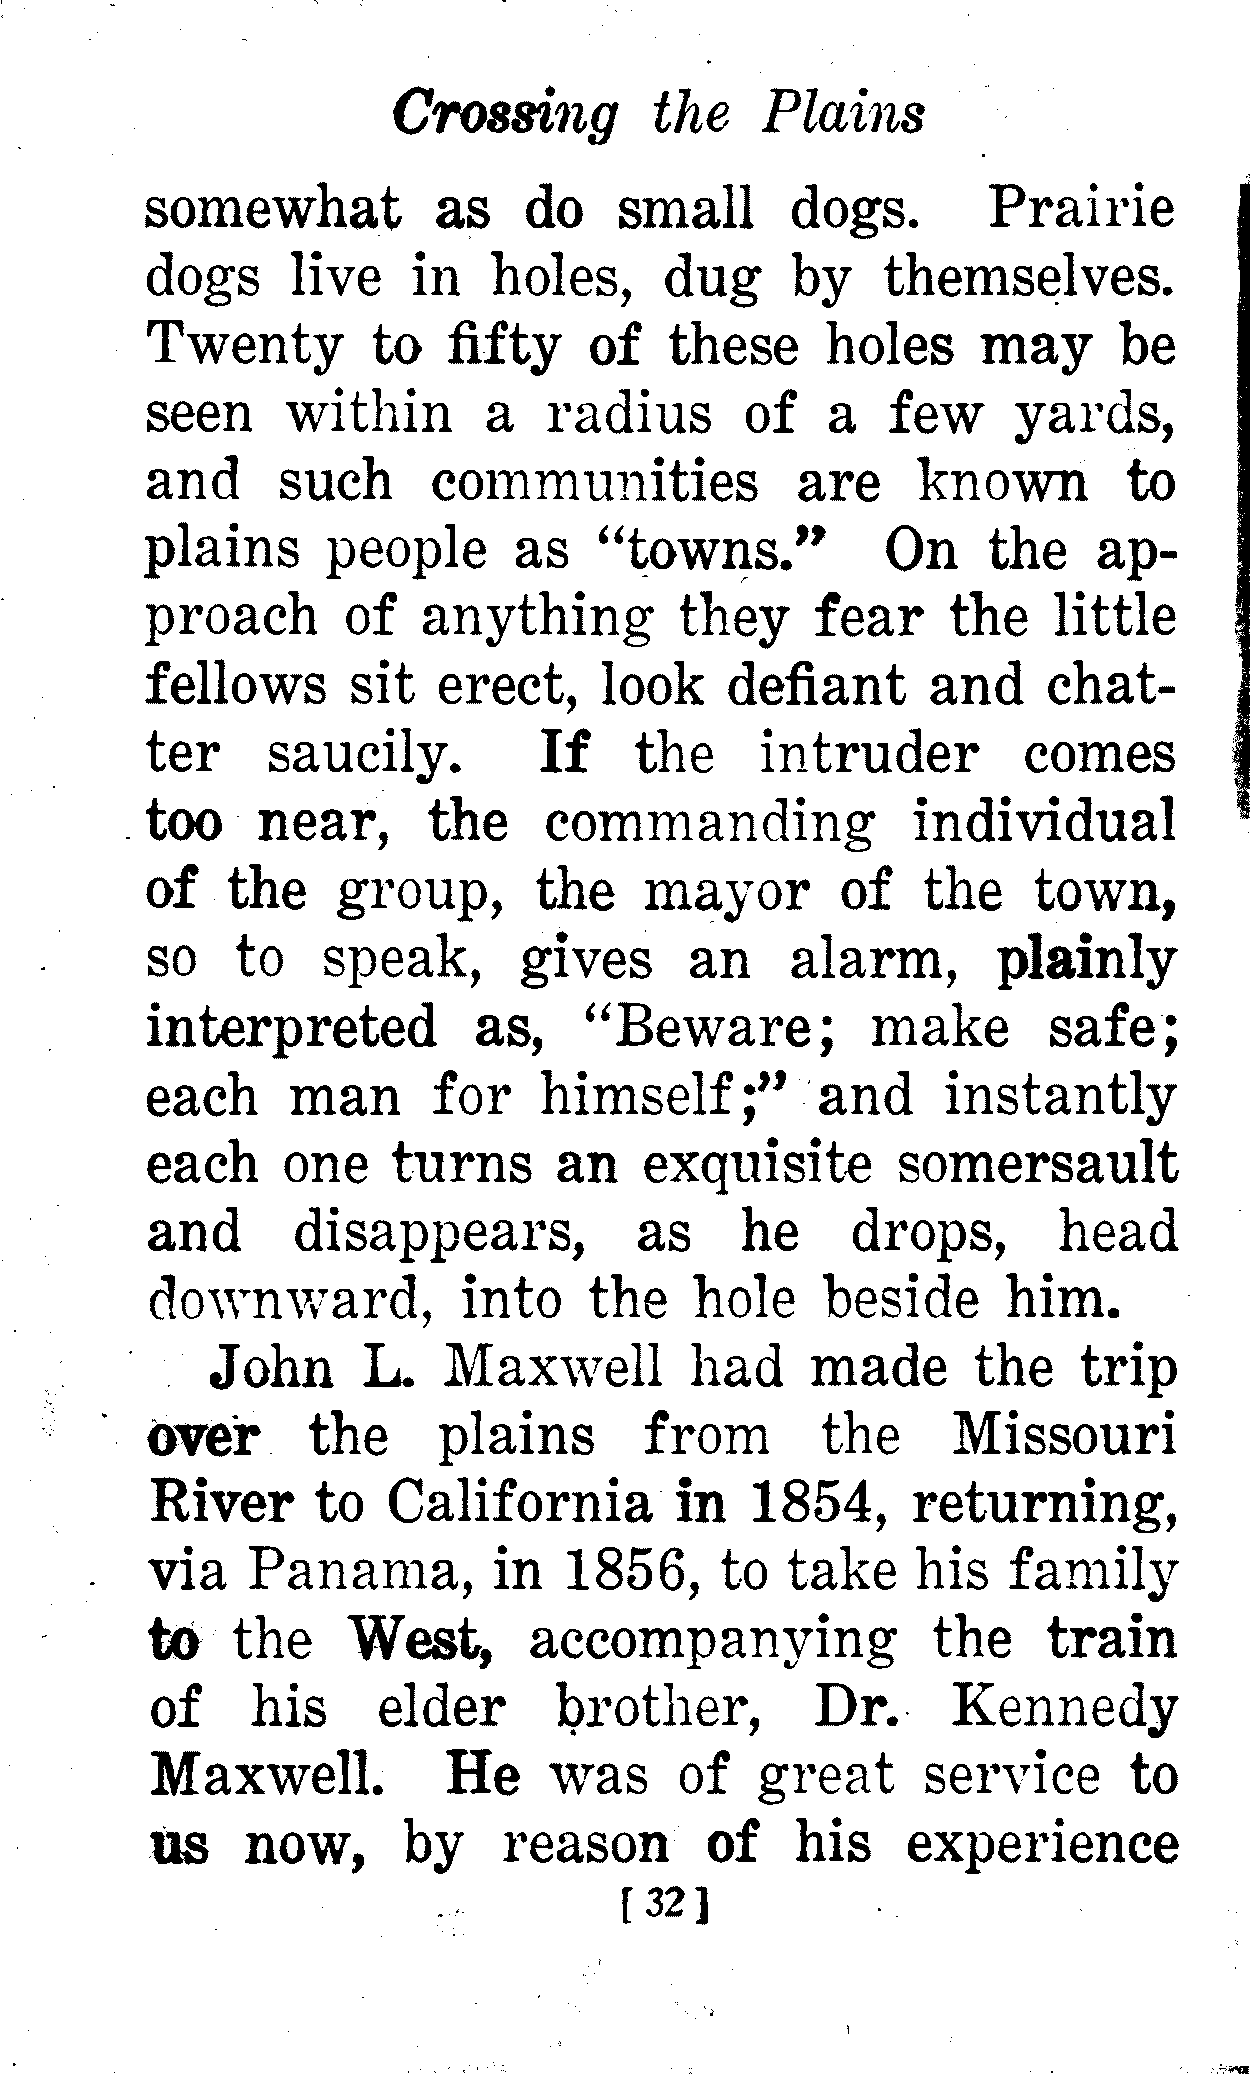 Crossing the Plains
somewhat as do small dogs. Prairie
dogs live in holes, dug by themselves.
Twenty to fifty of these holes may be
seen within a radius of a few yards,
and such communities are known to
plains people as “towns.” On the ap-
proach of anything they fear the little
fellows sit erect, look defiant and chat-
ter saucily. If the intruder comes
too near, the commanding individual
of the group, the mayor of the town,
so to speak, gives an alarm, plainly
interpreted as, “Beware; make safe;
each man for himself;” and instantly
each one turns an exquisite somersault
and disappears, as he drops, head
downward, into the hole beside him.
John L. Maxwell had made the trip
over the plains from the Missouri
River to California in 1854, returning,
via Panama, in 1856, to take his family
to the West, accompanying the train
of his elder brother, Dr. Kennedy
Maxwell. He was of great service to
us now, by reason of his experience
[ 32 ]